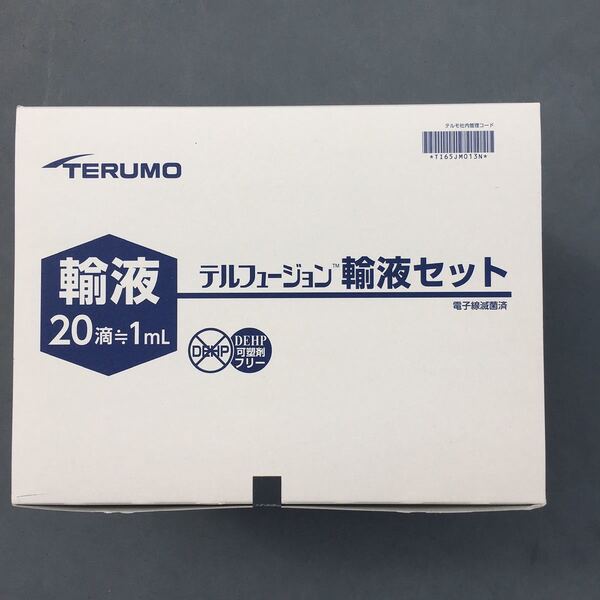 テルモ社内管理コード
*TI65JM013N*
TERUMO
輸液
20滴≒1mL
テルフュージョン™輸液セット
電子線滅菌済
DEHP
DEHP
可塑剤
フリー